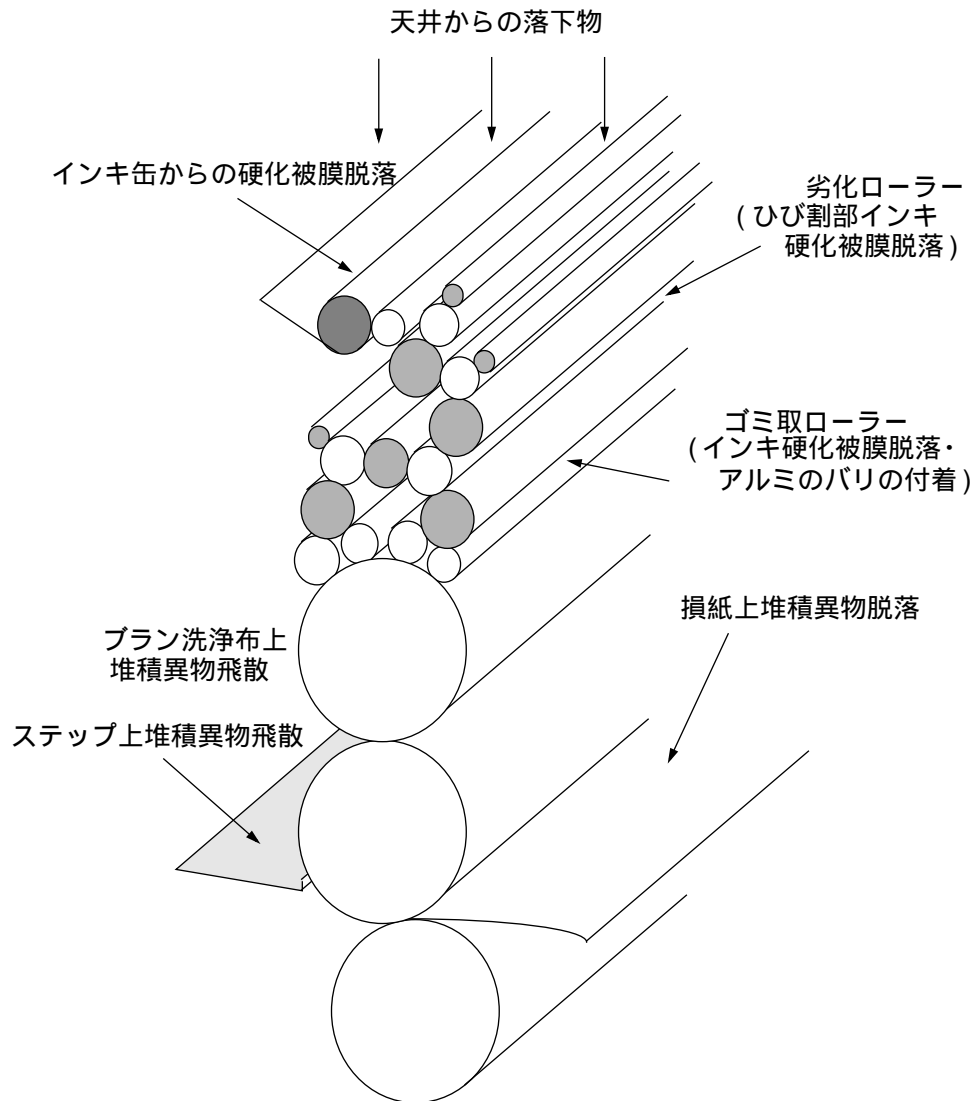 天井からの落下物
インキ缶からの硬化被膜脱落
劣化ローラー
(ひび割部インキ
硬化被膜脱落)
ゴミ取ローラー
(インキ硬化被膜脱落・
アルミのバリの付着)
損紙上堆積異物脱落
ブラン洗浄布上
堆積異物飛散
ステップ上堆積異物飛散